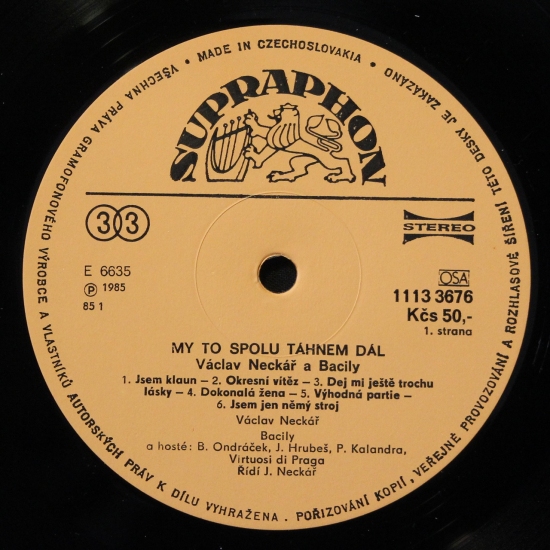 VŠECHNA PRÁVA GRAMOFONOVÉHO VÝROBCE A VLASTNÍKŮ AUTORSKÝCH PRÁV K DÍLU VYHRAŽENA. POŘIZOVÁNÍ KOPIÍ, VEŘEJNÉ PROVOZOVÁNÍ A ROZHLASOVÉ ŠÍŘENÍ TÉTO DESKY JE ZAKÁZÁNO • MADE IN CZECHOSLOVAKIA •
SUPRAPHON
33
STEREO
E 6635
Ⓟ 1985
85 1
OSA
1113 3676
Kčs 50,-
1. strana
MY TO SPOLU TÁHNEM DÁL
Václav Neckář a Bacily
1. Jsem klaun – 2. Okresní vítěz – 3. Dej mi ještě trochu
lásky – 4. Dokonalá žena – 5. Výhodná partie –
6. Jsem jen němý stroj
Václav Neckář
Bacily
a hosté: B. Ondráček, J. Hrubeš, P. Kalandra,
Virtuosi di Praga
Řídí J. Neckář